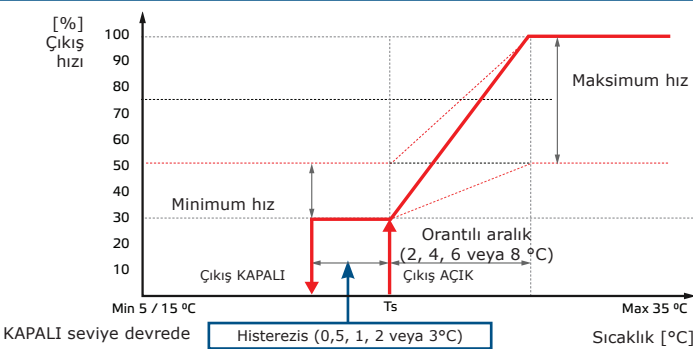 [%]
Çıkış
hızı
100
90
80
70
60
50
40
30
20
10
Maksimum hız
Minimum hız
Orantılı aralık
(2, 4, 6 veya 8 °C)
Çıkış KAPALI
Çıkış AÇIK
Min 5 / 15 ºC
Ts
Max 35 ºC
KAPALI seviye devrede
Histerezis (0,5, 1, 2 veya 3°C)
Sıcaklık [°C]